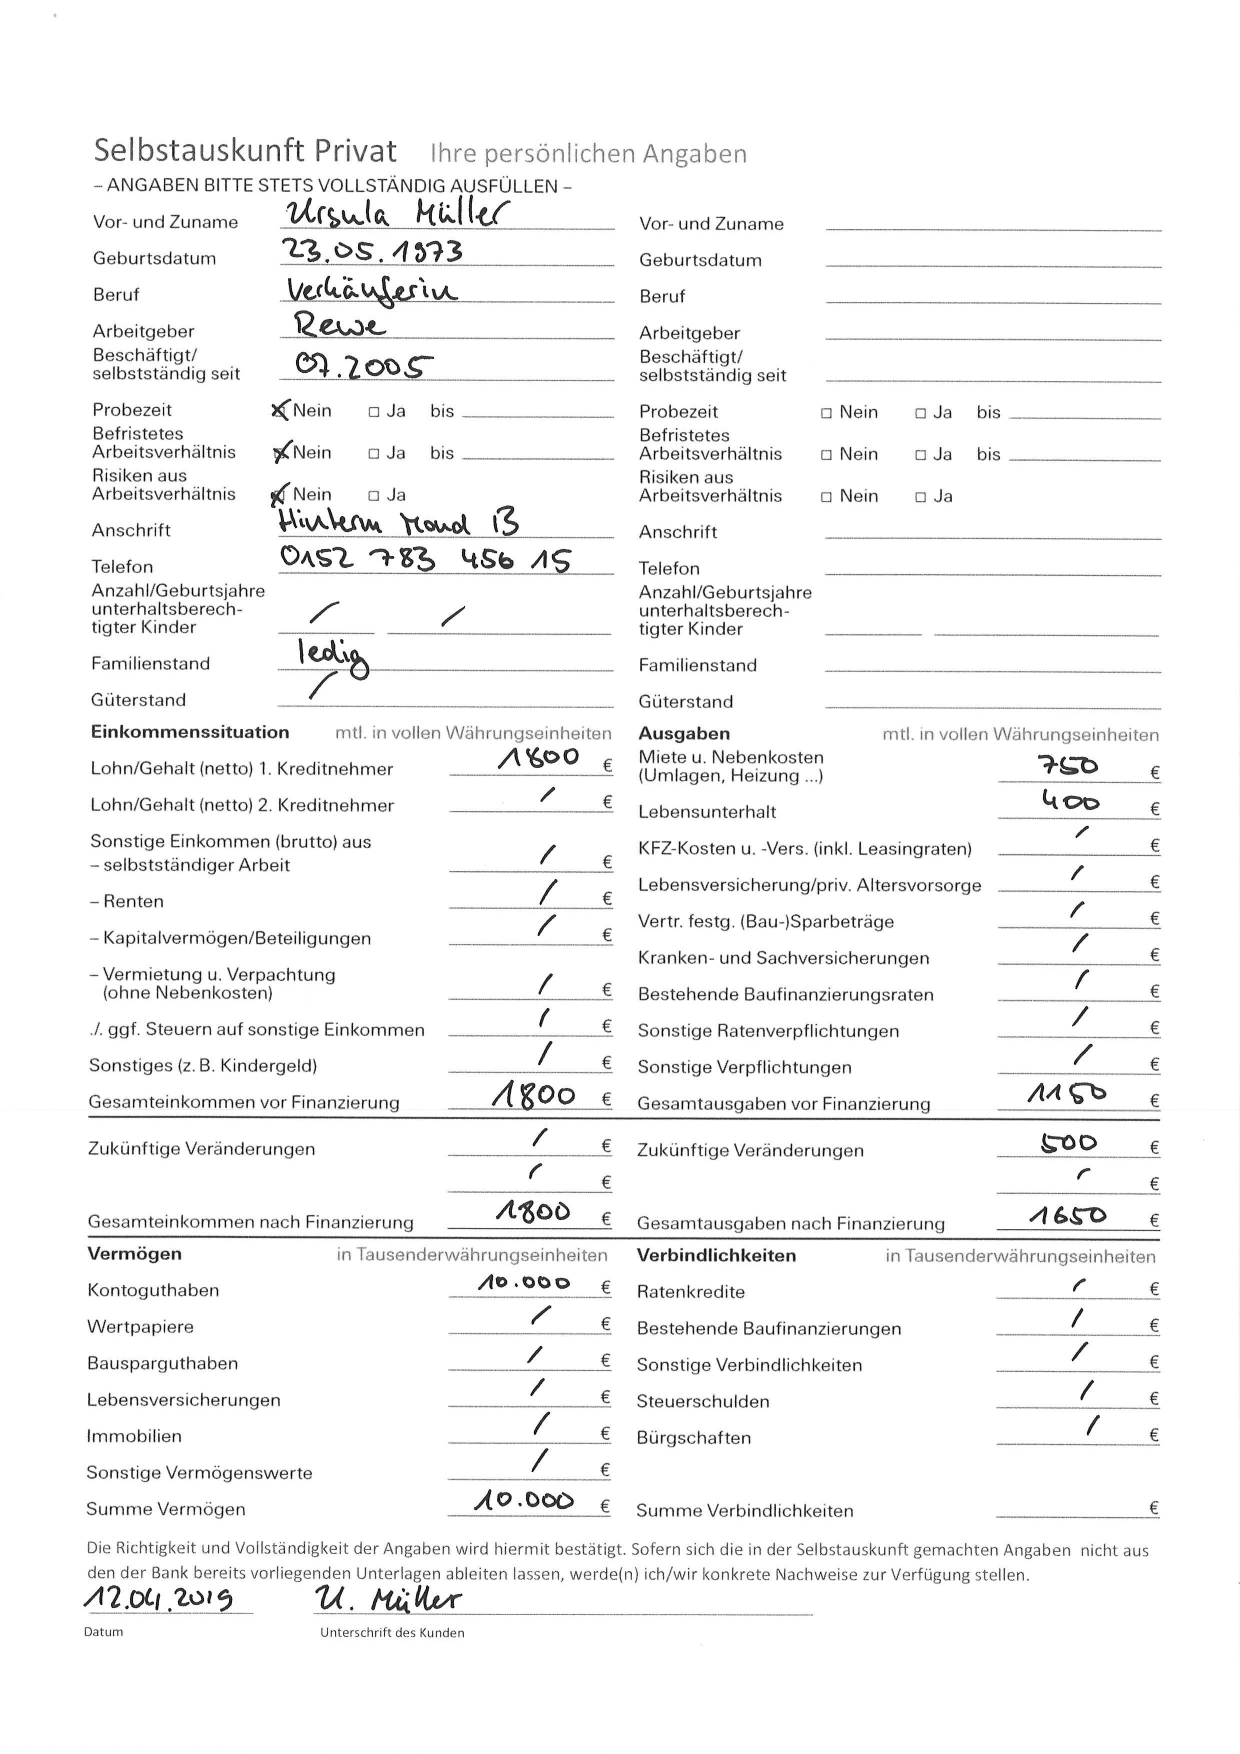 Selbstauskunft Privat Ihre persönlichen Angaben
– ANGABEN BITTE STETS VOLLSTÄNDIG AUSFÜLLEN –
Vor- und Zuname Ursula Müller
Geburtsdatum 23.05.1973
Beruf Verkäuferin
Arbeitgeber Rewe
Beschäftigt/
selbstständig seit 07.2005
Probezeit Nein Ja bis
Befristetes
Arbeitsverhältnis Nein Ja bis
Risiken aus
Arbeitsverhältnis Nein Ja
Anschrift Hinterm Mond 13
Telefon 0152 783 456 15
Anzahl/Geburtsjahre
unterhaltsberech-
tigter Kinder / /
Familienstand ledig
Güterstand /
Vor- und Zuname
Geburtsdatum
Beruf
Arbeitgeber
Beschäftigt/
selbstständig seit
Probezeit Nein Ja bis
Befristetes
Arbeitsverhältnis Nein Ja bis
Risiken aus
Arbeitsverhältnis Nein Ja
Anschrift
Telefon
Anzahl/Geburtsjahre
unterhaltsberech-
tigter Kinder
Familienstand
Güterstand
Einkommenssituation mtl. in vollen Währungseinheiten
Lohn/Gehalt (netto) 1. Kreditnehmer 1800 €
Lohn/Gehalt (netto) 2. Kreditnehmer / €
Sonstige Einkommen (brutto) aus
– selbstständiger Arbeit / €
– Renten / €
– Kapitalvermögen/Beteiligungen / €
– Vermietung u. Verpachtung
(ohne Nebenkosten) / €
./. ggf. Steuern auf sonstige Einkommen / €
Sonstiges (z. B. Kindergeld) / €
Gesamteinkommen vor Finanzierung 1800 €
Zukünftige Veränderungen / €
/ €
Gesamteinkommen nach Finanzierung 1800 €
Ausgaben mtl. in vollen Währungseinheiten
Miete u. Nebenkosten
(Umlagen, Heizung ...) 750 €
Lebensunterhalt 400 €
KFZ-Kosten u. -Vers. (inkl. Leasingraten) / €
Lebensversicherung/priv. Altersvorsorge / €
Vertr. festg. (Bau-)Sparbeträge / €
Kranken- und Sachversicherungen / €
Bestehende Baufinanzierungsraten / €
Sonstige Ratenverpflichtungen / €
Sonstige Verpflichtungen / €
Gesamtausgaben vor Finanzierung 1150 €
Zukünftige Veränderungen 500 €
/ €
Gesamtausgaben nach Finanzierung 1650 €
Vermögen in Tausenderwährungseinheiten
Kontoguthaben 10.000 €
Wertpapiere / €
Bausparguthaben / €
Lebensversicherungen / €
Immobilien / €
Sonstige Vermögenswerte / €
Summe Vermögen 10.000 €
Verbindlichkeiten in Tausenderwährungseinheiten
Ratenkredite / €
Bestehende Baufinanzierungen / €
Sonstige Verbindlichkeiten / €
Steuerschulden / €
Bürgschaften / €
Summe Verbindlichkeiten €
Die Richtigkeit und Vollständigkeit der Angaben wird hiermit bestätigt. Sofern sich die in der Selbstauskunft gemachten Angaben nicht aus
den der Bank bereits vorliegenden Unterlagen ableiten lassen, werde(n) ich/wir konkrete Nachweise zur Verfügung stellen.
12.04.2019 U. Müller
Datum Unterschrift des Kunden